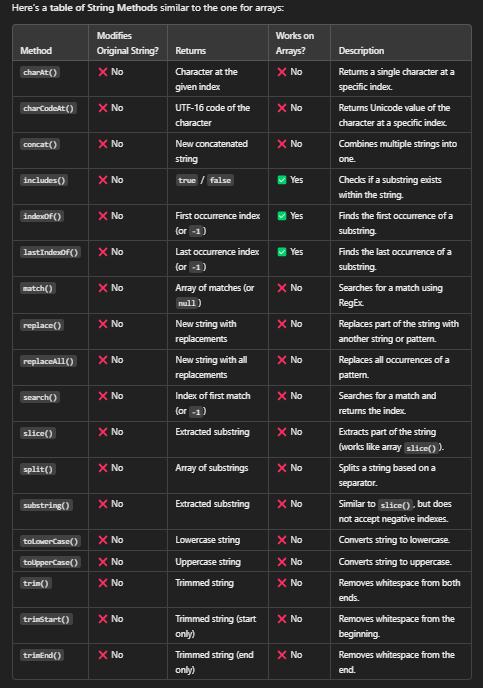 Here's a table of String Methods similar to the one for arrays:
Modifies Works on
Method Original String? Returns Arrays? Description
charAt() ❌ No Character at the ❌ No Returns a single character at a
given index specific index.
charCodeAt() ❌ No UTF-16 code of the ❌ No Returns Unicode value of the
character character at a specific index.
concat() ❌ No New concatenated ❌ No Combines multiple strings into
string one.
includes() ❌ No true / false ✅ Yes Checks if a substring exists
within the string.
indexOf() ❌ No First occurrence index ✅ Yes Finds the first occurrence of a
(or -1 ) substring.
lastIndexOf() ❌ No Last occurrence index ✅ Yes Finds the last occurrence of a
(or -1 ) substring.
match() ❌ No Array of matches (or ❌ No Searches for a match using
null ) RegEx.
replace() ❌ No New string with ❌ No Replaces part of the string with
replacements another string or pattern.
replaceAll() ❌ No New string with all ❌ No Replaces all occurrences of a
replacements pattern.
search() ❌ No Index of first match ❌ No Searches for a match and
(or -1 ) returns the index.
slice() ❌ No Extracted substring ❌ No Extracts part of the string
(works like array slice() ).
split() ❌ No Array of substrings ❌ No Splits a string based on a
separator.
substring() ❌ No Extracted substring ❌ No Similar to slice() , but does
not accept negative indexes.
toLowerCase() ❌ No Lowercase string ❌ No Converts string to lowercase.
toUpperCase() ❌ No Uppercase string ❌ No Converts string to uppercase.
trim() ❌ No Trimmed string ❌ No Removes whitespace from both
ends.
trimStart() ❌ No Trimmed string (start ❌ No Removes whitespace from the
only) beginning.
trimEnd() ❌ No Trimmed string (end ❌ No Removes whitespace from the
only) end.